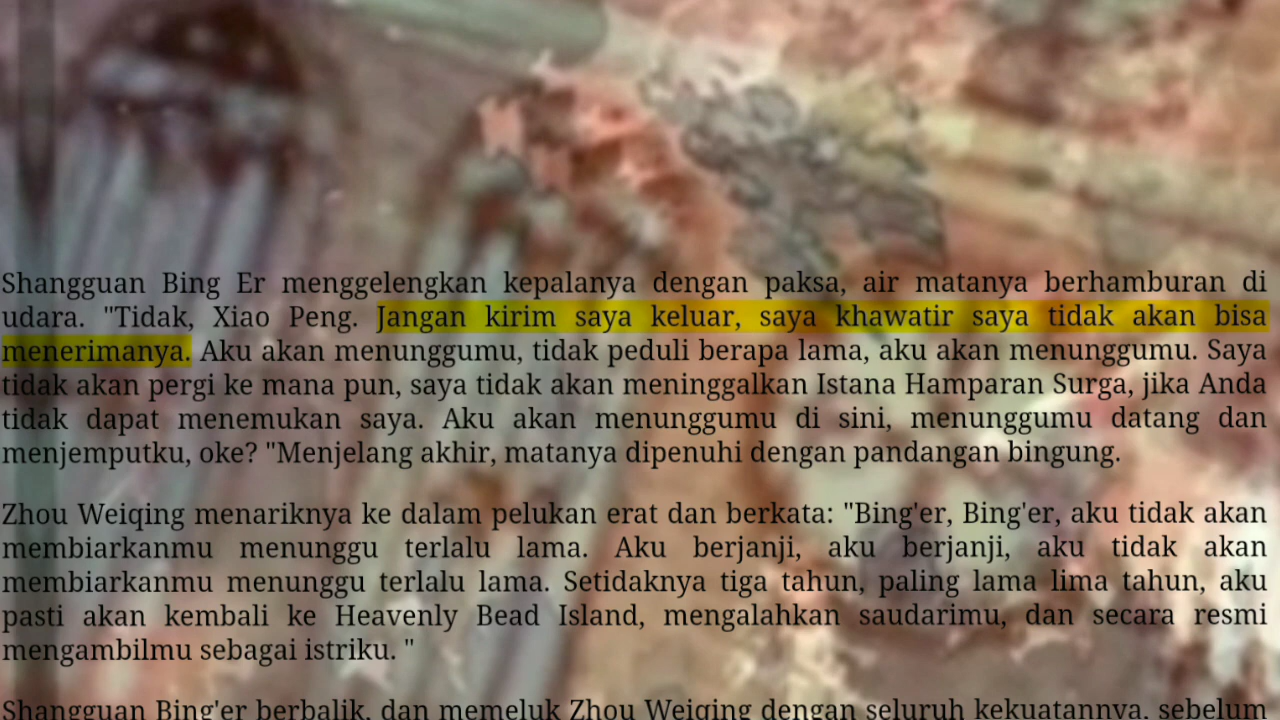 Shangguan Bing Er menggelengkan kepalanya dengan paksa, air matanya berhamburan di
udara. "Tidak, Xiao Peng. Jangan kirim saya keluar, saya khawatir saya tidak akan bisa
menerimanya. Aku akan menunggumu, tidak peduli berapa lama, aku akan menunggumu. Saya
tidak akan pergi ke mana pun, saya tidak akan meninggalkan Istana Hamparan Surga, jika Anda
tidak dapat menemukan saya. Aku akan menunggumu di sini, menunggumu datang dan
menjemputku, oke? "Menjelang akhir, matanya dipenuhi dengan pandangan bingung.
Zhou Weiqing menariknya ke dalam pelukan erat dan berkata: "Bing'er, Bing'er, aku tidak akan
membiarkanmu menunggu terlalu lama. Aku berjanji, aku berjanji, aku tidak akan
membiarkanmu menunggu terlalu lama. Setidaknya tiga tahun, paling lama lima tahun, aku
pasti akan kembali ke Heavenly Bead Island, mengalahkan saudarimu, dan secara resmi
mengambilmu sebagai istriku. "
Shangguan Bing'er berbalik, dan memeluk Zhou Weiqing dengan seluruh kekuatannya, sebelum